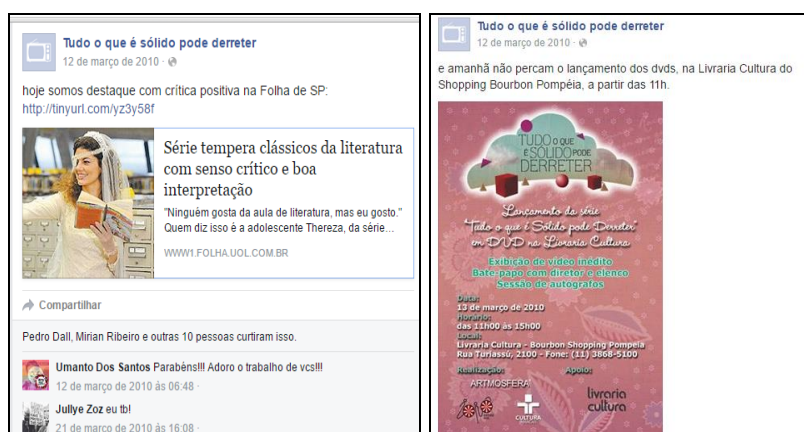 Tudo o que é sólido pode derreter
12 de março de 2010 ·
hoje somos destaque com crítica positiva na Folha de SP:
http://tinyurl.com/yz3y58f
Série tempera clássicos da literatura
com senso crítico e boa
interpretação
"Ninguém gosta da aula de literatura, mas eu gosto."
Quem diz isso é a adolescente Thereza, da série...
WWW1.FOLHA.UOL.COM.BR
Compartilhar
Pedro Dall, Mirian Ribeiro e outras 10 pessoas curtiram isso.
Umanto Dos Santos Parabéns!!! Adoro o trabalho de vcs!!!
12 de março de 2010 às 06:48 ·
Jullye Zoz eu tb!
21 de março de 2010 às 16:08 ·
Tudo o que é sólido pode derreter
12 de março de 2010 ·
e amanhã não percam o lançamento dos dvds, na Livraria Cultura do
Shopping Bourbon Pompéia, a partir das 11h.
TUDO O QUE
É SÓLIDO PODE
DERRETER
Lançamento da série
"Tudo o que é Sólido pode Derreter"
em DVD na Livraria Cultura
Exibição de vídeo inédito
Bate-papo com diretor e elenco
Sessão de autógrafos
Data:
13 de março de 2010
Horário:
das 11h00 às 15h00
Local:
Livraria Cultura - Bourbon Shopping Pompeia
Rua Turiassú, 2100 - Fone: (11) 3868-5100
Realização:
Apoio:
ARTMOSFERA
CULTURA
livraria
cultura